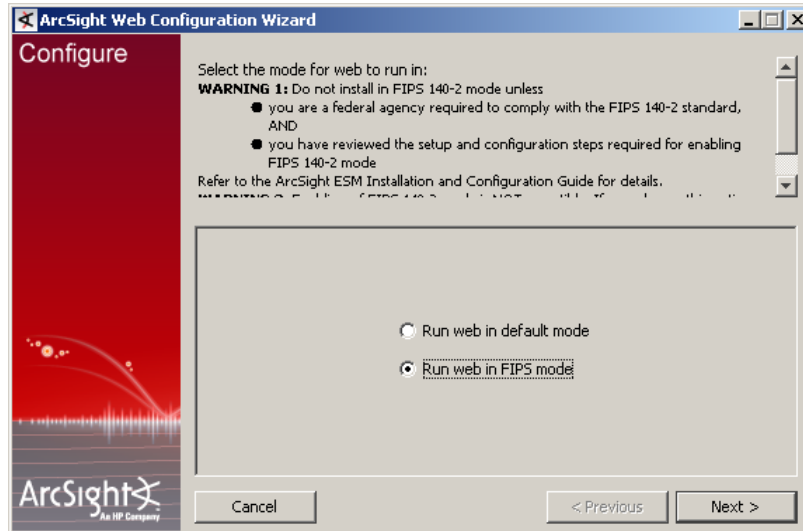 ArcSight Web Configuration Wizard
Configure
Select the mode for web to run in:
WARNING 1: Do not install in FIPS 140-2 mode unless
● you are a federal agency required to comply with the FIPS 140-2 standard,
AND
● you have reviewed the setup and configuration steps required for enabling
FIPS 140-2 mode
Refer to the ArcSight ESM Installation and Configuration Guide for details.
Run web in default mode
Run web in FIPS mode
ArcSight
An HP Company
Cancel
< Previous
Next >